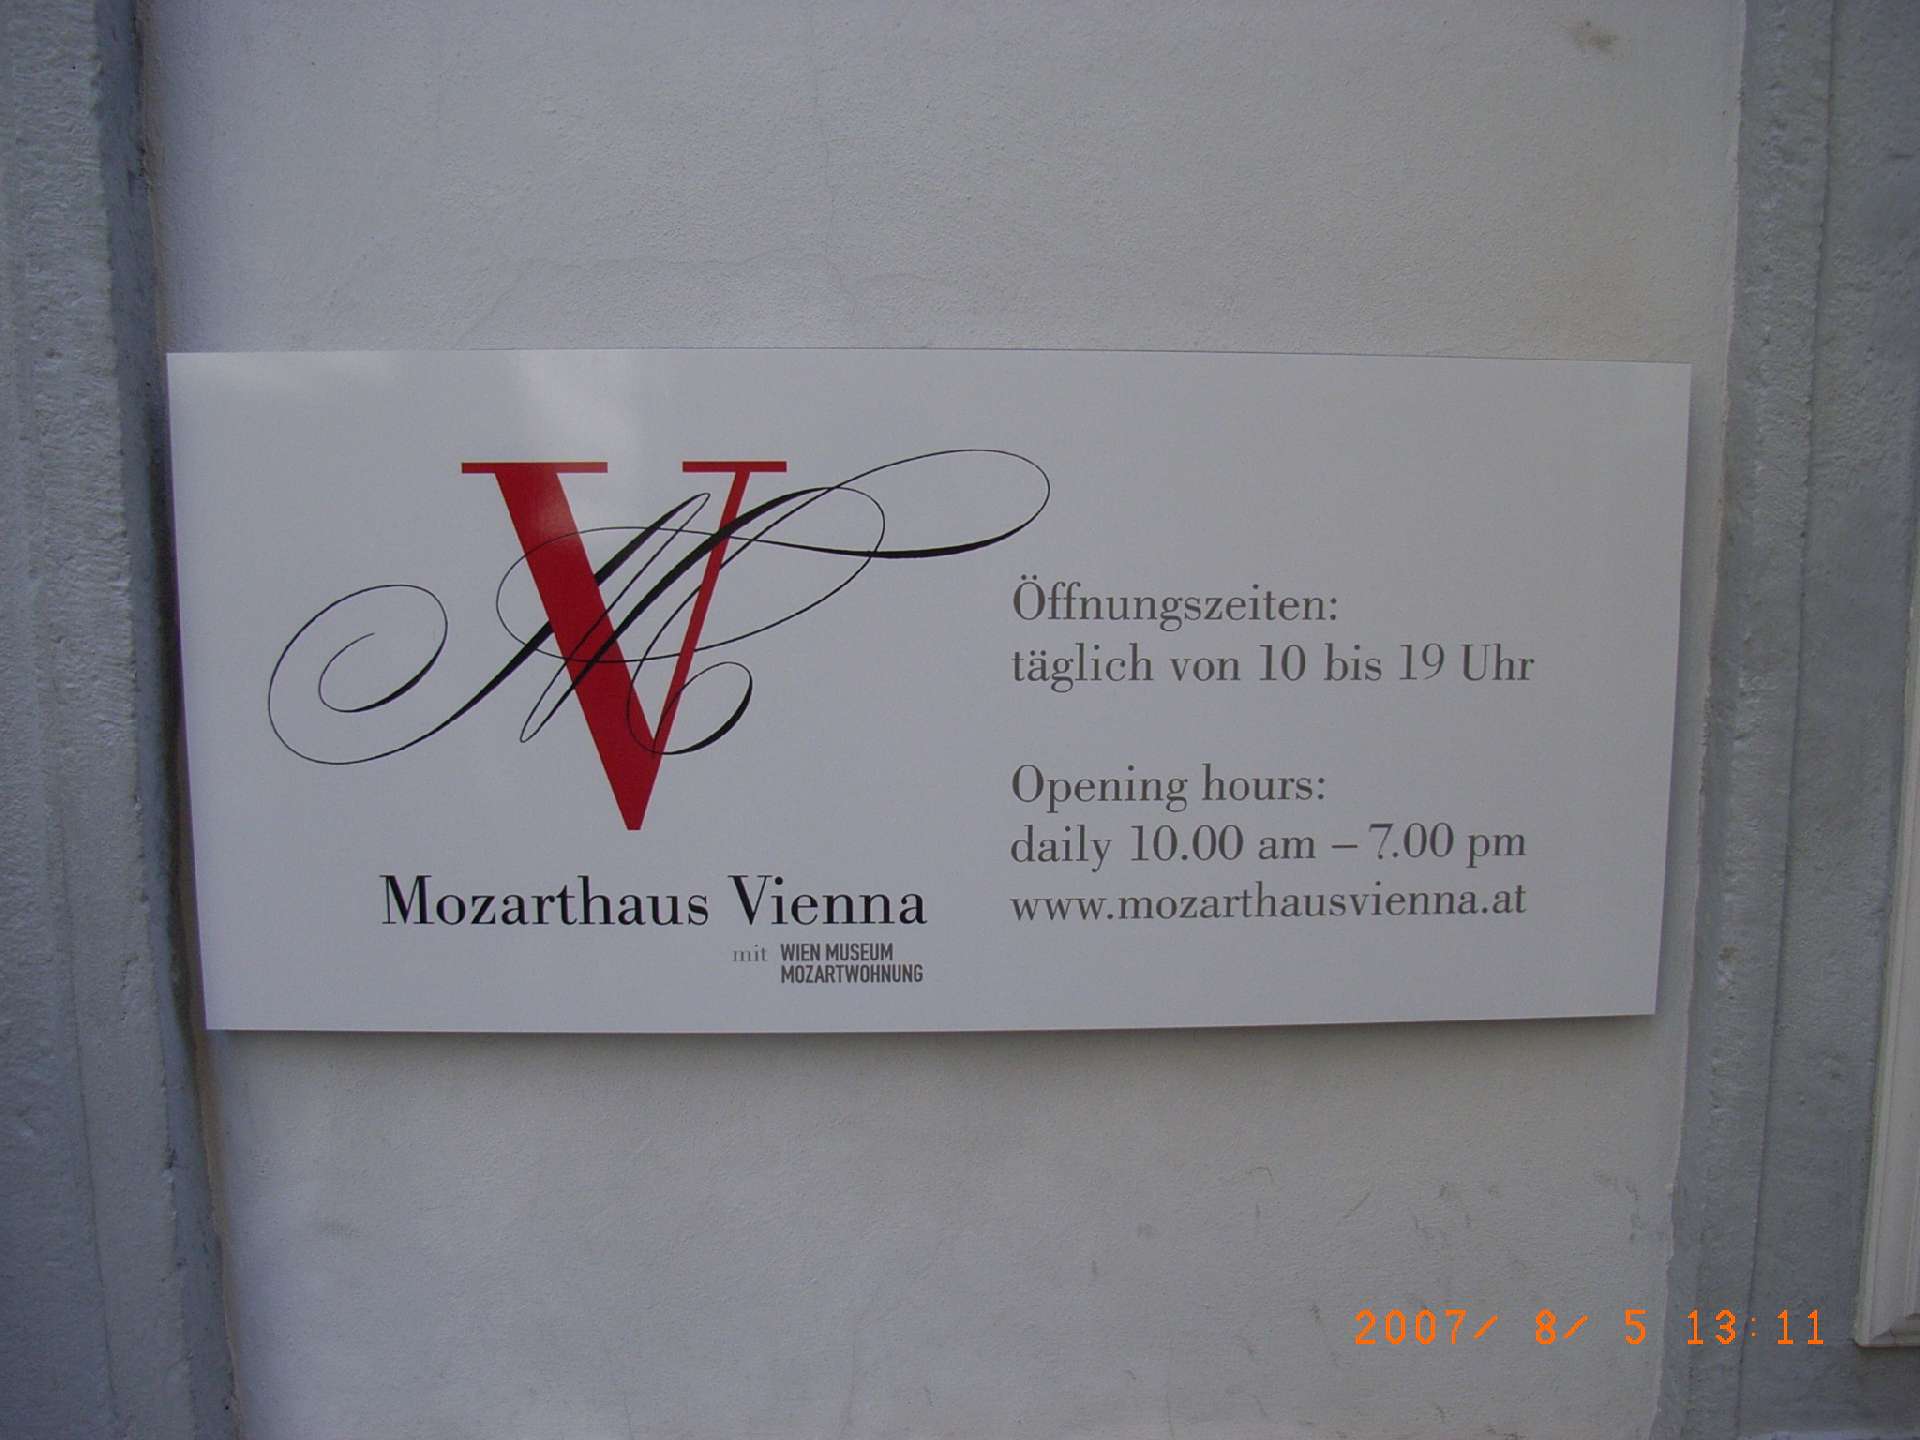 VM
Mozarthaus Vienna
mit WIEN MUSEUM
MOZARTWOHNUNG
Öffnungszeiten:
täglich von 10 bis 19 Uhr
Opening hours:
daily 10.00 am – 7.00 pm
www.mozarthausvienna.at
2007/ 8/ 5 13:11